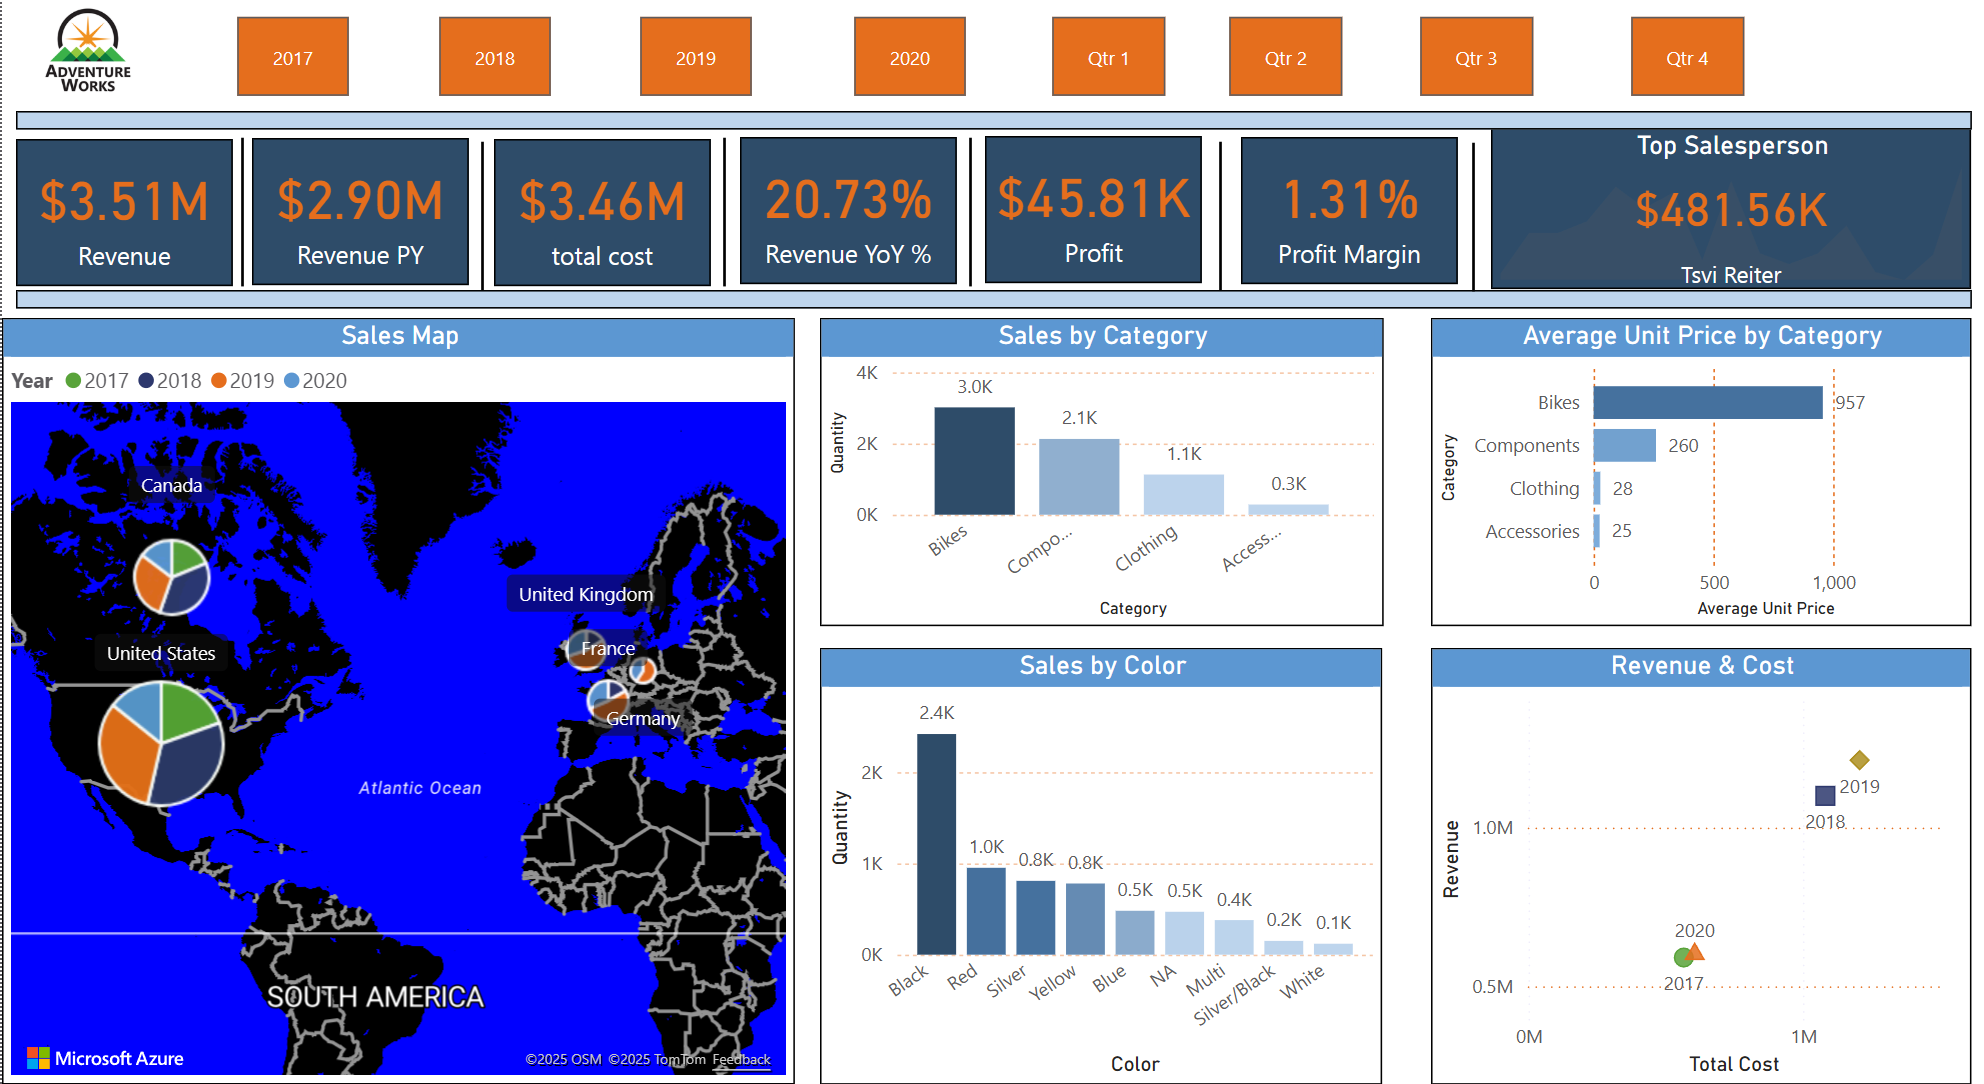 ADVENTURE
WORKS
2017
2018
2019
2020
Qtr 1
Qtr 2
Qtr 3
Qtr 4
$3.51M
Revenue
$2.90M
Revenue PY
$3.46M
total cost
20.73%
Revenue YoY %
$45.81K
Profit
1.31%
Profit Margin
Top Salesperson
$481.56K
Tsvi Reiter
Sales Map
Year 2017 2018 2019 2020
Canada
United States
United Kingdom
France
Germany
Atlantic Ocean
SOUTH AMERICA
Microsoft Azure
©2025 OSM ©2025 TomTom Feedback
Sales by Category
Quantity
4K
2K
0K
3.0K
2.1K
1.1K
0.3K
Bikes
Compo...
Clothing
Access...
Category
Average Unit Price by Category
Category
Bikes 957
Components 260
Clothing 28
Accessories 25
0 500 1,000
Average Unit Price
Sales by Color
Quantity
2K
1K
0K
2.4K
1.0K
0.8K
0.8K
0.5K
0.5K
0.4K
0.2K
0.1K
Black
Red
Silver
Yellow
Blue
NA
Multi
Silver/Black
White
Color
Revenue & Cost
Revenue
1.0M
0.5M
2019
2018
2020
2017
0M 1M
Total Cost